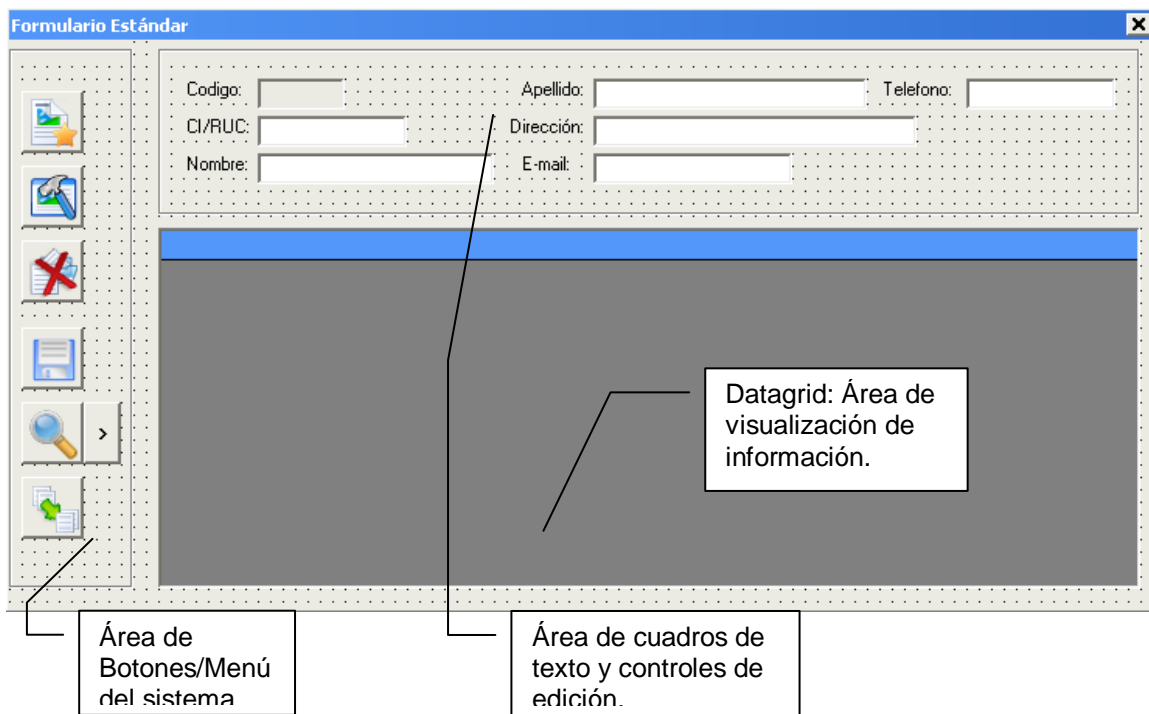 Formulario Estándar
Codigo:
Apellido:
Telefono:
CI/RUC:
Dirección:
Nombre:
E-mail:
>
Datagrid: Área de
visualización de
información.
Área de
Botones/Menú
del sistema
Área de cuadros de
texto y controles de
edición.